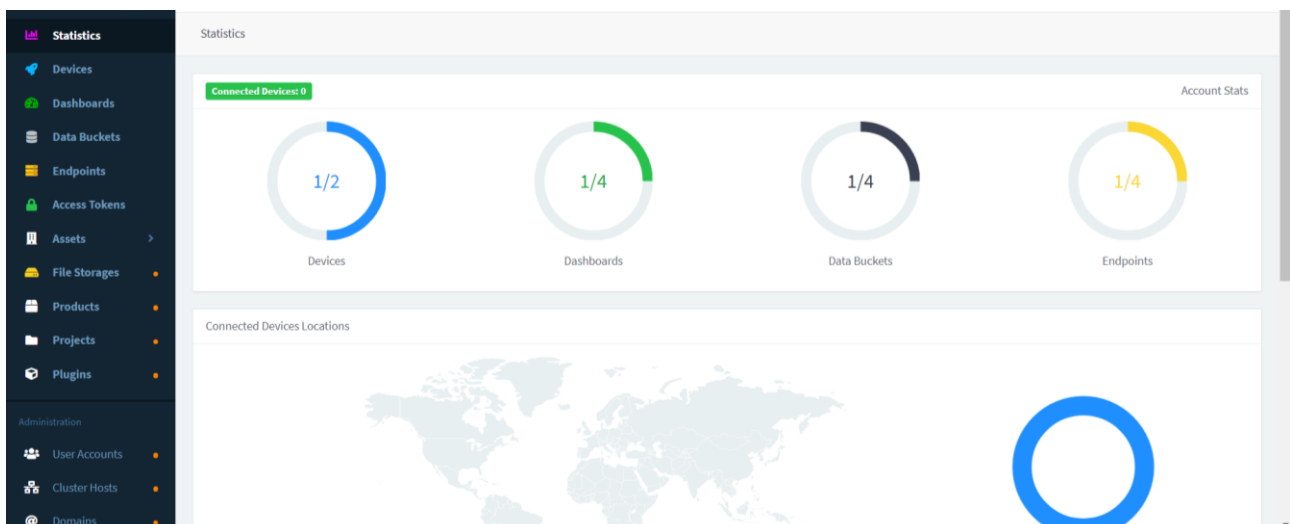 Statistics
Devices
Dashboards
Data Buckets
Endpoints
Access Tokens
Assets
File Storages
Products
Projects
Plugins
Administration
User Accounts
Cluster Hosts
Domains
Statistics
Connected Devices: 0
Account Stats
1/2
1/4
1/4
1/4
Devices
Dashboards
Data Buckets
Endpoints
Connected Devices Locations